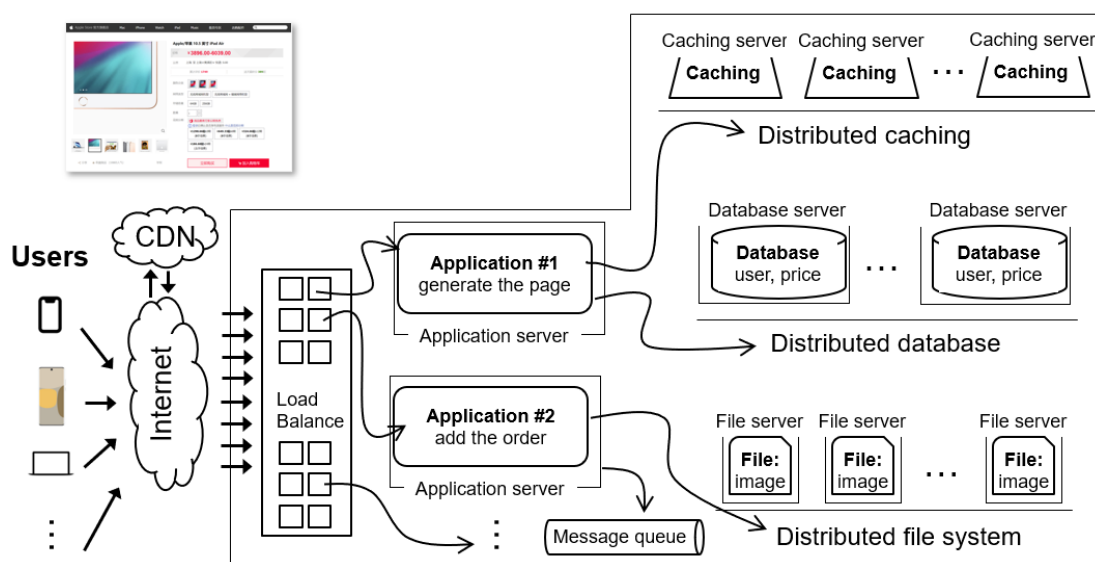 Users
CDN
Internet
Load
Balance
Application #1
generate the page
Application server
Application #2
add the order
Application server
Message queue
Caching server
Caching server
Caching server
Caching
Caching
Caching
Distributed caching
Database server
Database server
Database
user, price
Database
user, price
Distributed database
File server
File server
File server
File:
image
File:
image
File:
image
Distributed file system